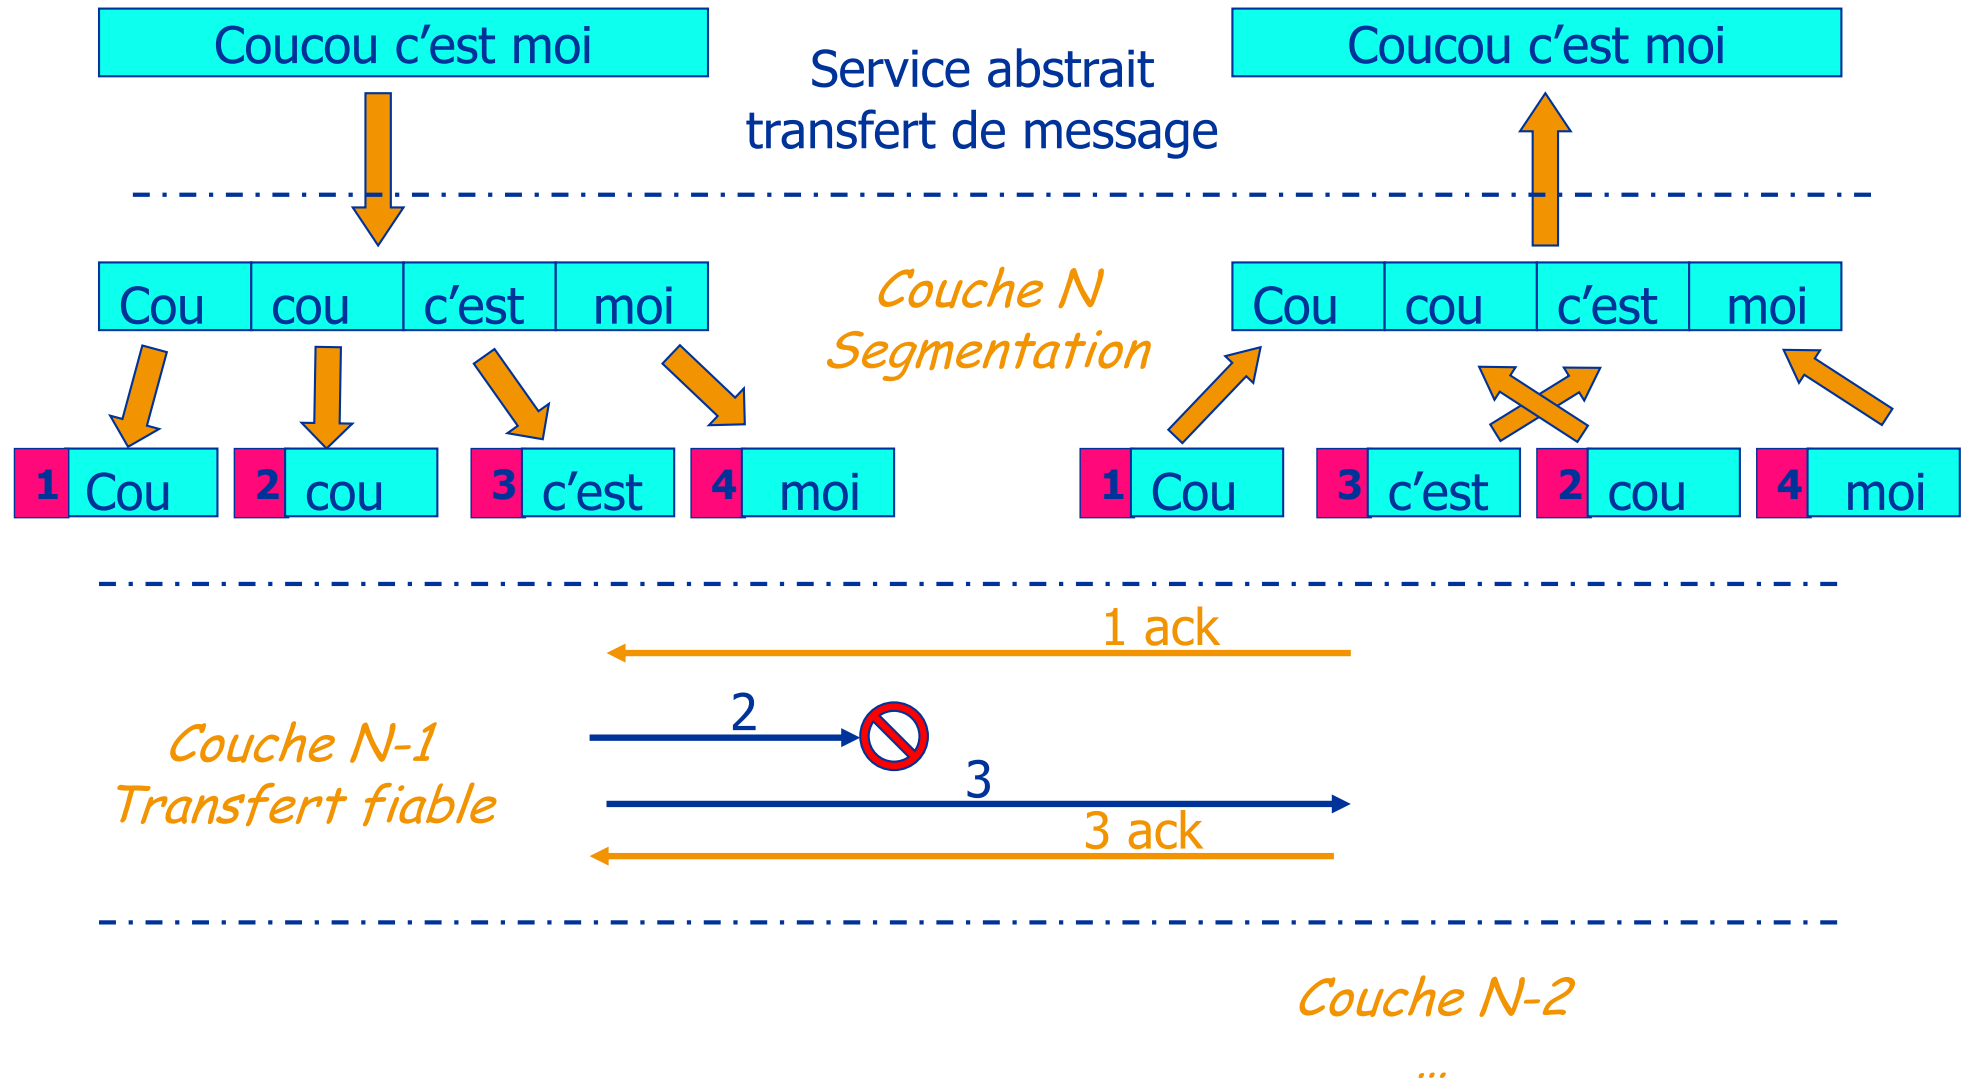 Coucou c’est moi
Coucou c’est moi
Service abstrait
transfert de message
Cou cou c’est moi
Couche N
Segmentation
Cou cou c’est moi
1 Cou 2 cou 3 c’est 4 moi
1 Cou 3 c’est 2 cou 4 moi
1 ack
2
Couche N-1
Transfert fiable
3
3 ack
Couche N-2
...